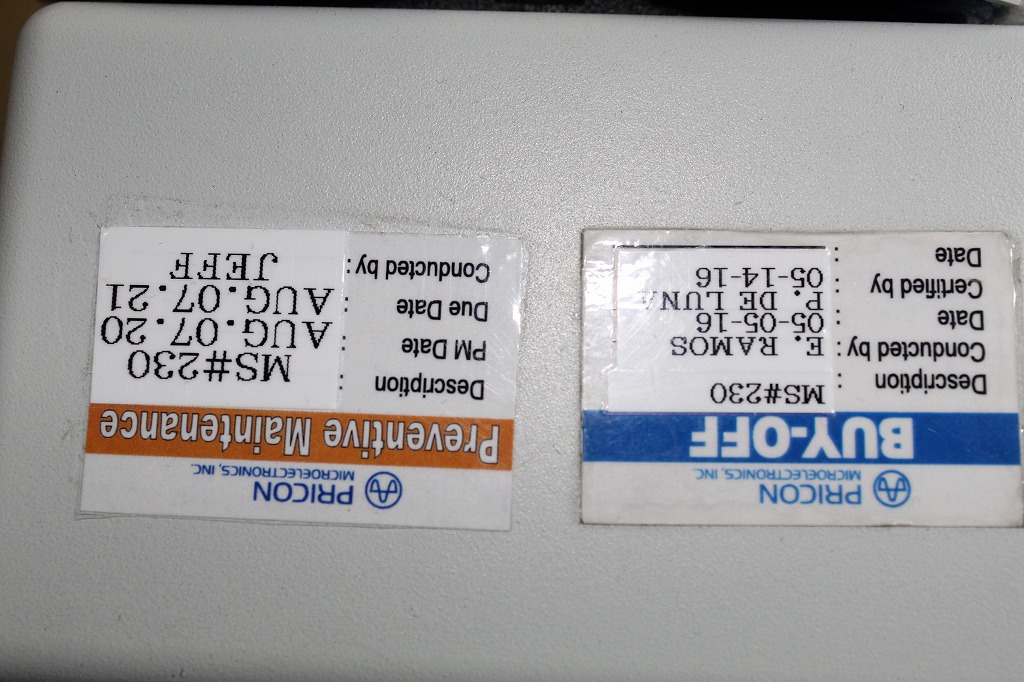 PRICON
MICROELECTRONICS, INC
BUY-OFF
Description : MS#230
Conducted by : E. RAMOS
Date : 05-05-16
Certified by : P. DE LUNA
Date : 05-14-16
PRICON
MICROELECTRONICS, INC.
Preventive Maintenance
Description : MS#230
PM Date : AUG.07.20
Due Date : AUG.07.21
Conducted by : JEFF